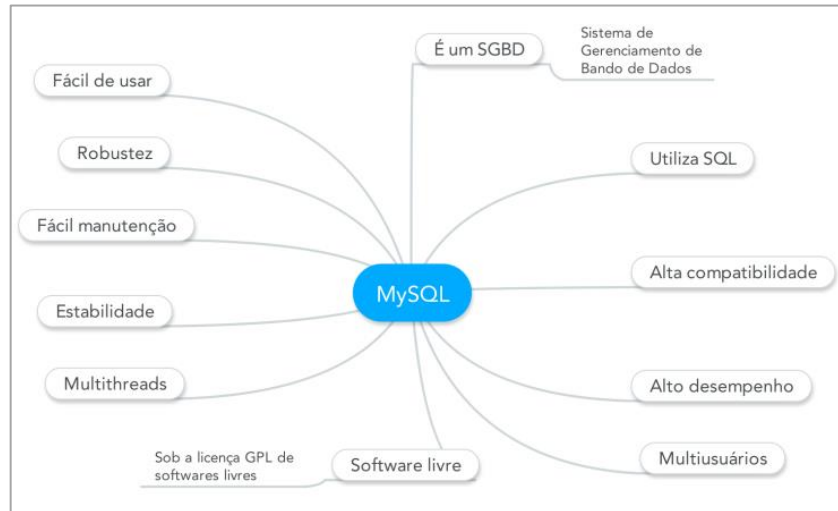 É um SGBD
Sistema de
Gerenciamento de
Bando de Dados
Fácil de usar
Robustez
Utiliza SQL
Fácil manutenção
Alta compatibilidade
MySQL
Estabilidade
Multithreads
Alto desempenho
Sob a licença GPL de
softwares livres
Software livre
Multiusuários